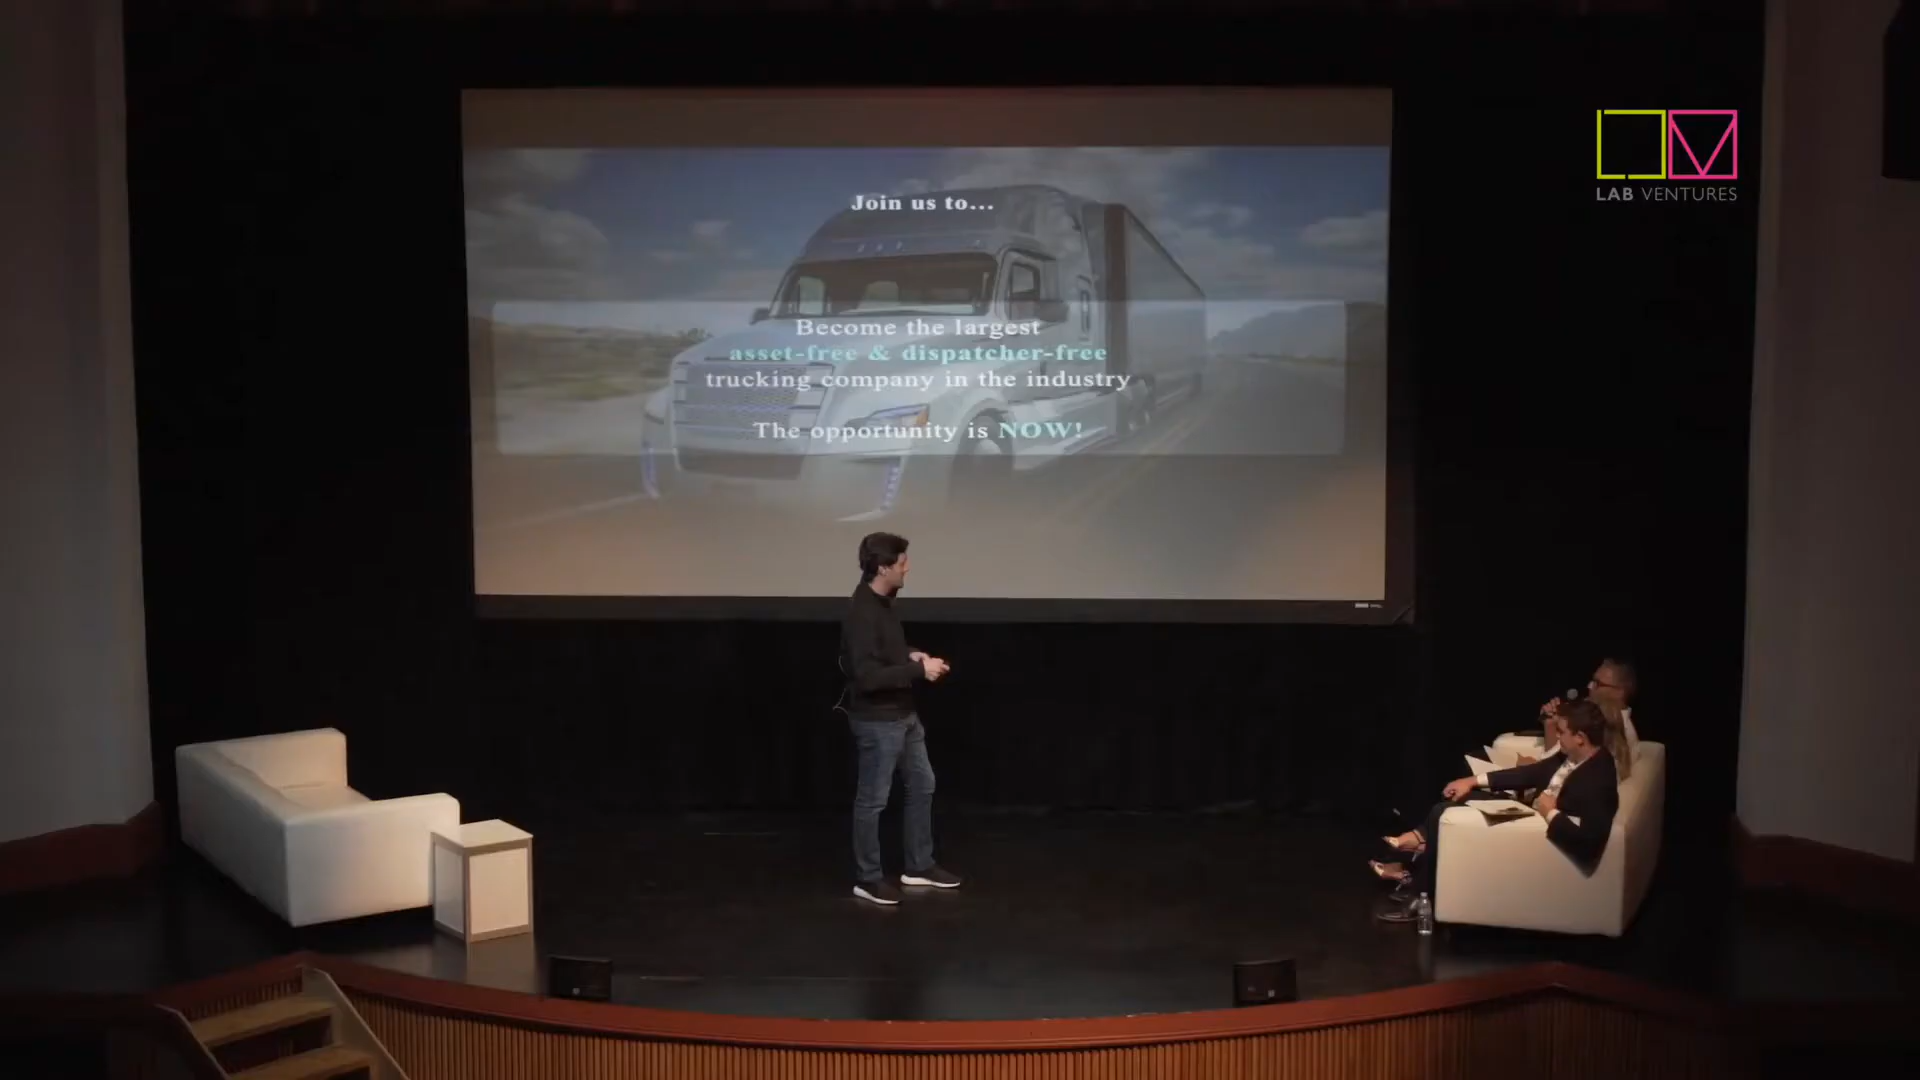 Join us to...
Become the largest
asset-free & dispatcher-free
trucking company in the industry
The opportunity is NOW!
LAB VENTURES